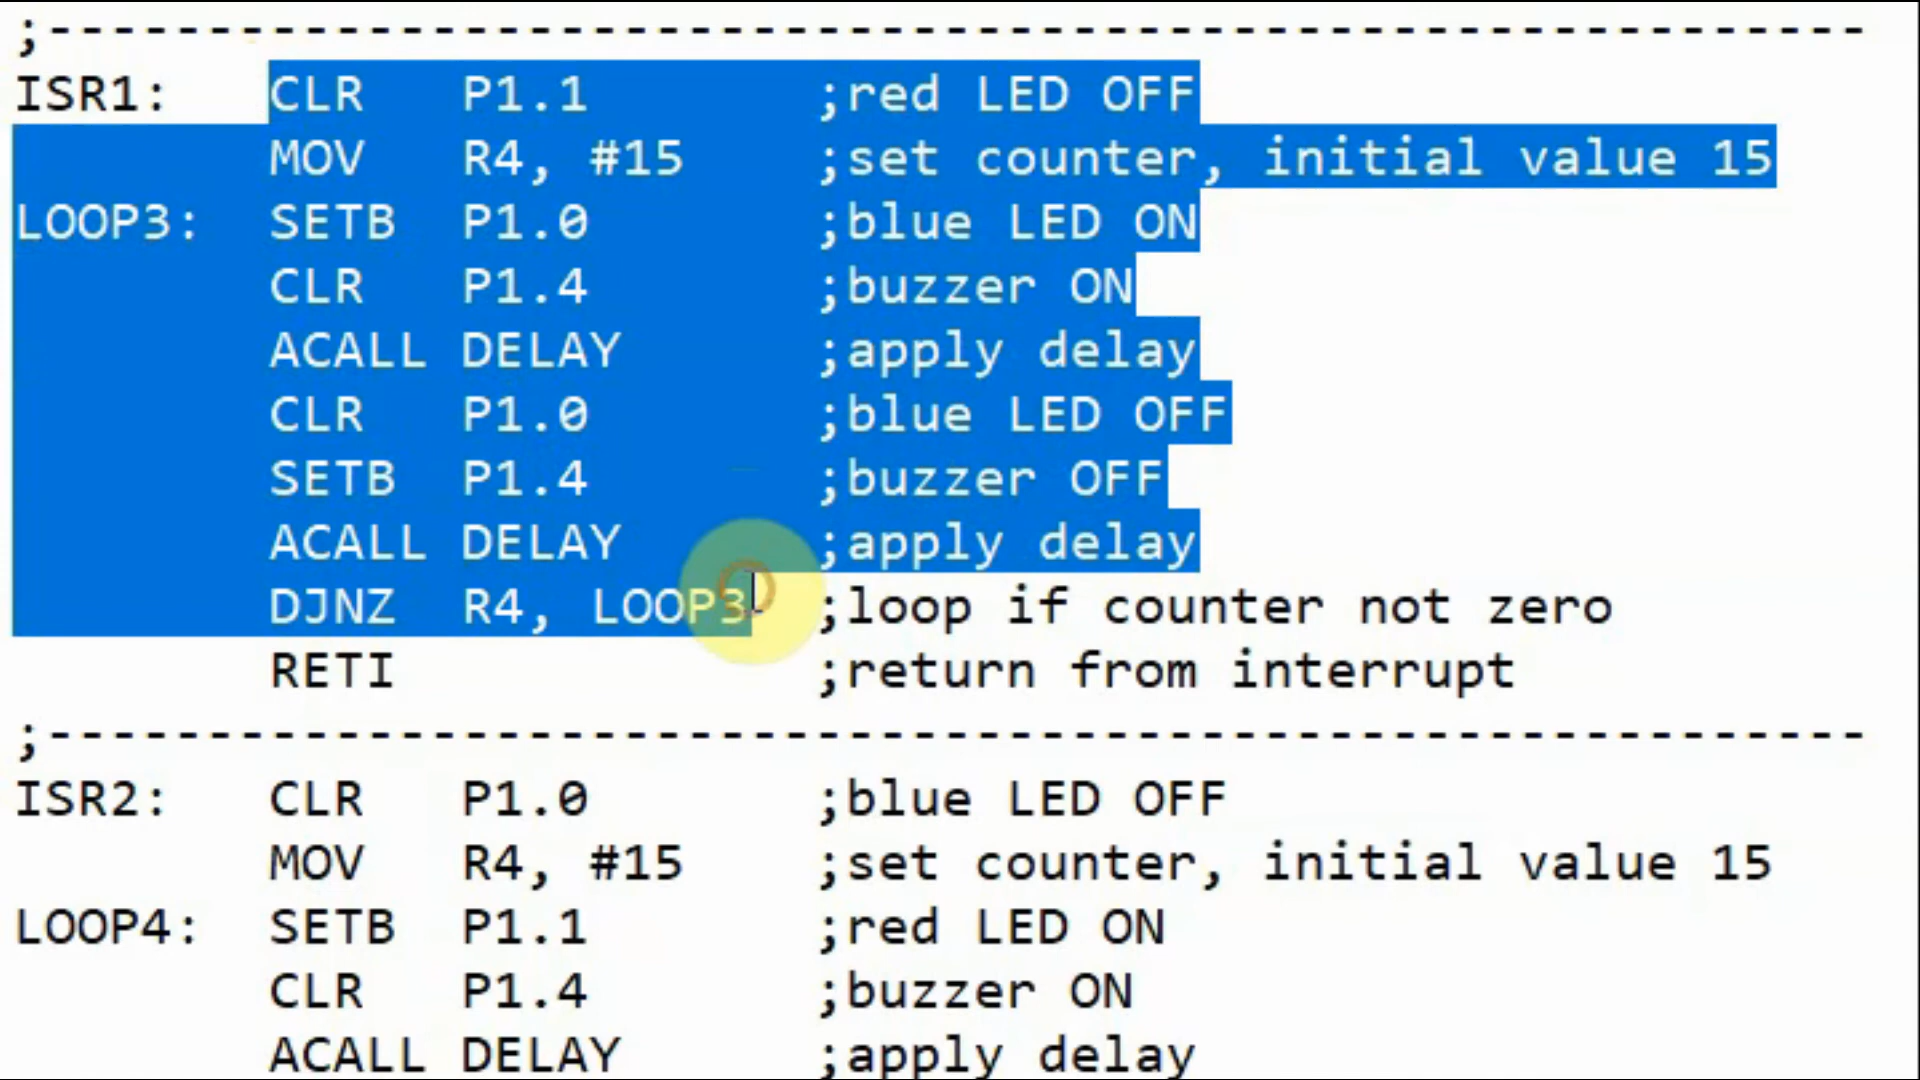 ;---------------------------------------------------------
ISR1:   CLR   P1.1       ;red LED OFF
        MOV   R4, #15    ;set counter, initial value 15
LOOP3:  SETB  P1.0       ;blue LED ON
        CLR   P1.4       ;buzzer ON
        ACALL DELAY      ;apply delay
        CLR   P1.0       ;blue LED OFF
        SETB  P1.4       ;buzzer OFF
        ACALL DELAY      ;apply delay
        DJNZ  R4, LOOP3  ;loop if counter not zero
        RETI             ;return from interrupt
;---------------------------------------------------------
ISR2:   CLR   P1.0       ;blue LED OFF
        MOV   R4, #15    ;set counter, initial value 15
LOOP4:  SETB  P1.1       ;red LED ON
        CLR   P1.4       ;buzzer ON
        ACALL DELAY      ;apply delay